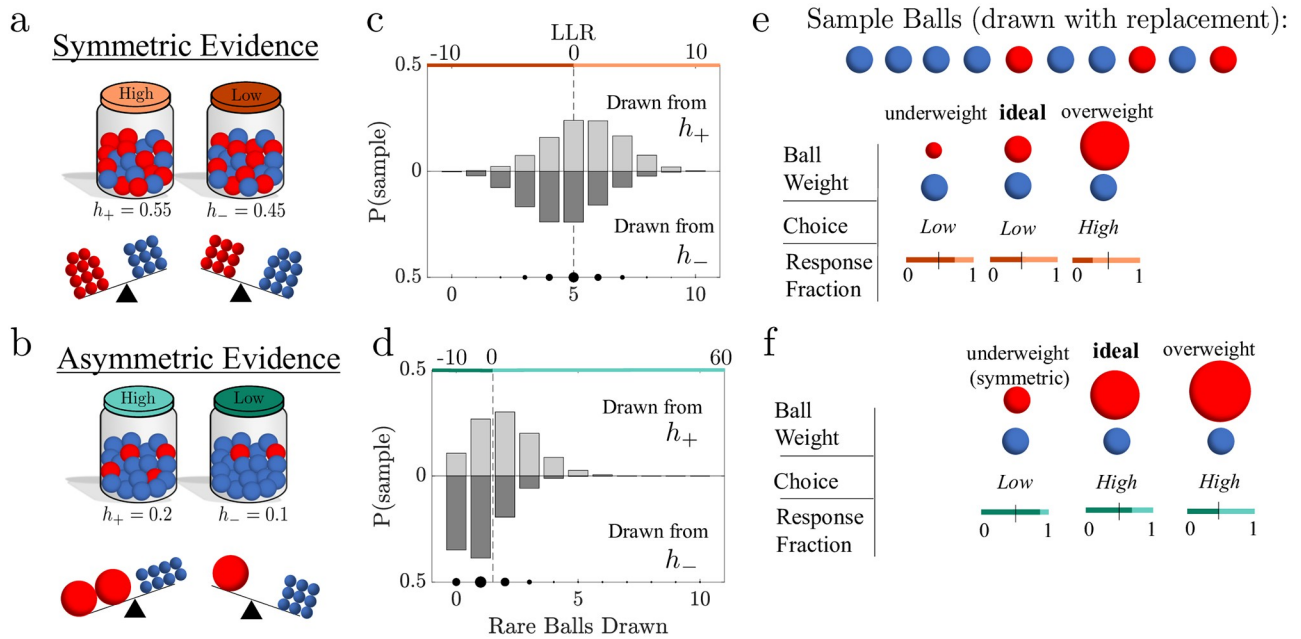 a
Symmetric Evidence
High
Low
h+ = 0.55
h− = 0.45
b
Asymmetric Evidence
High
Low
h+ = 0.2
h− = 0.1
c
LLR
-10 0 10
0.5
Drawn from
h+
0
P(sample)
Drawn from
h−
0.5
0 5 10
d
-10 0 60
0.5
Drawn from
h+
0
P(sample)
Drawn from
h−
0.5
0 5 10
Rare Balls Drawn
e
Sample Balls (drawn with replacement):
underweight ideal overweight
Ball
Weight
Choice
Low Low High
Response
Fraction
0 1 0 1 0 1
f
underweight
(symmetric)
ideal
overweight
Ball
Weight
Choice
Low High High
Response
Fraction
0 1 0 1 0 1